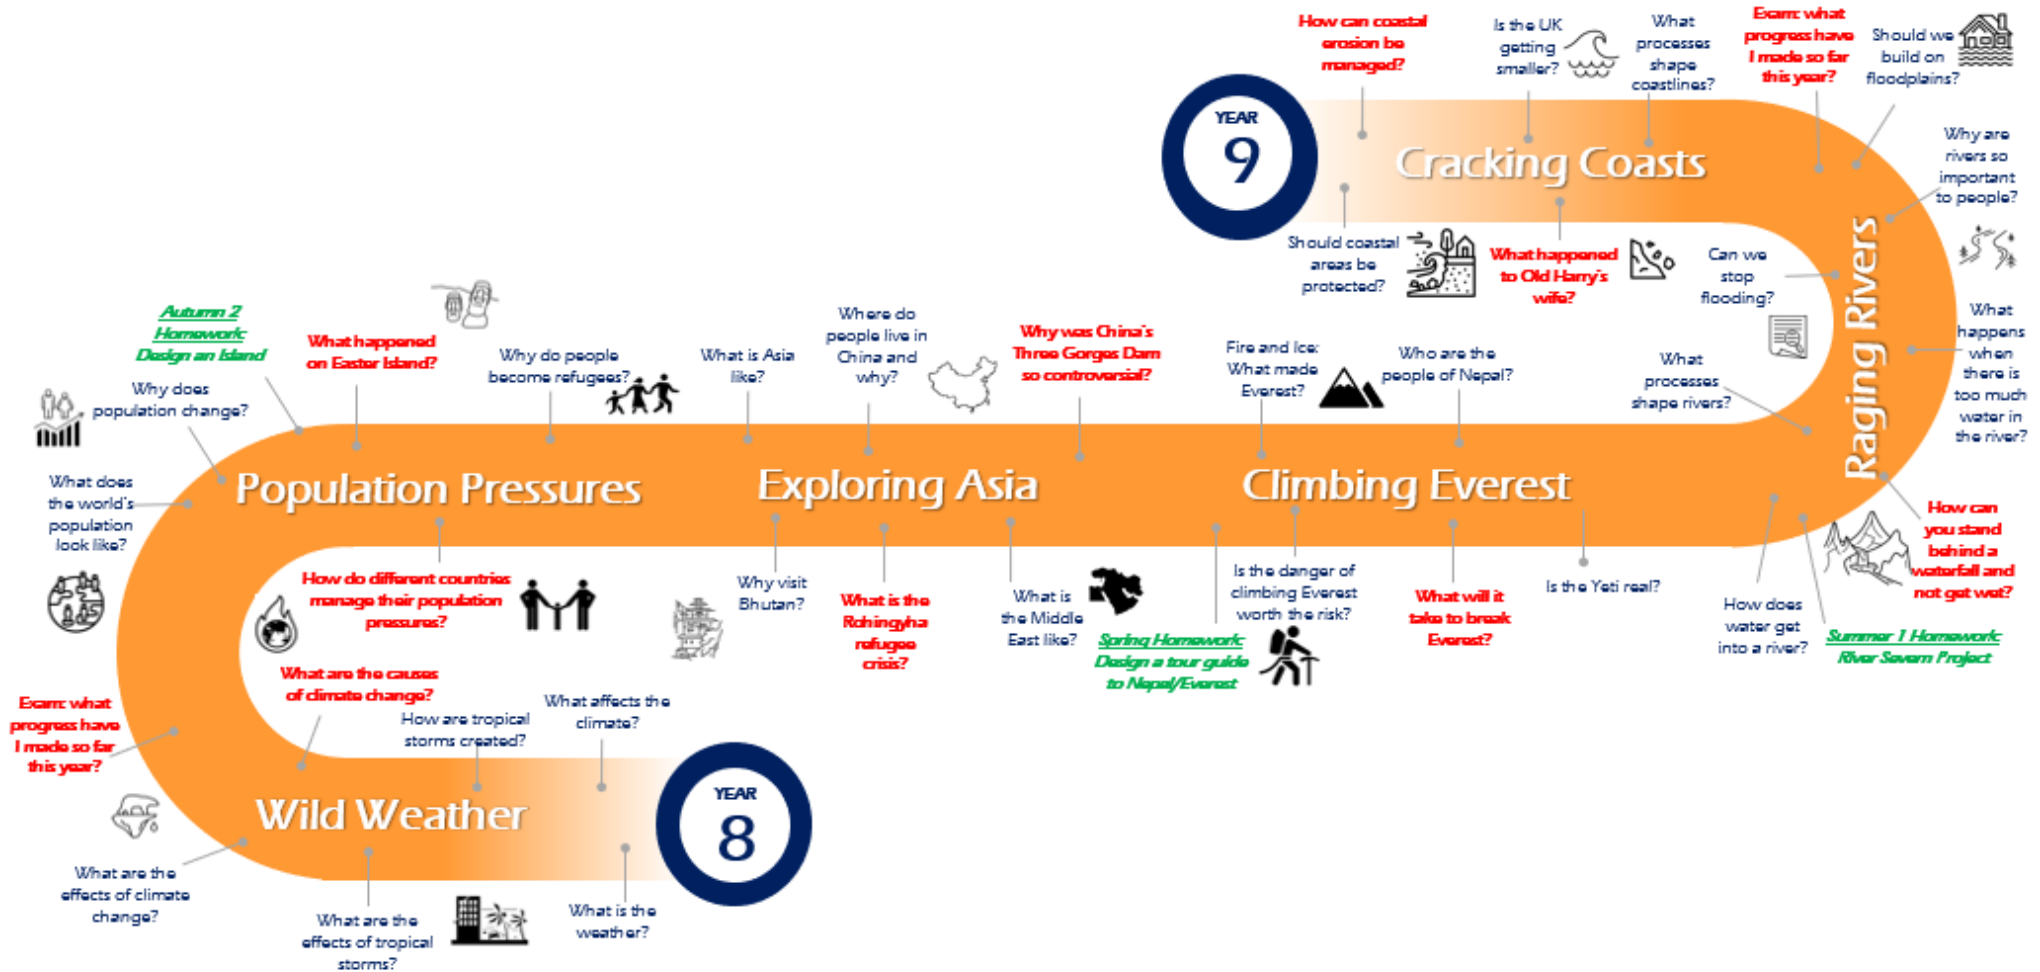 How can coastal
erosion be
managed?
Is the UK
getting
smaller?
What
processes
shape
coastlines?
Exam: what
progress have
I made so far
this year?
Should we
build on
floodplains?
YEAR
9
Cracking Coasts
Why are
rivers so
important
to people?
Should coastal
areas be
protected?
What happened
to Old Harry's
wife?
Can we
stop
flooding?
Raging Rivers
What
happens
when
there is
too much
water in
the river?
What
processes
shape rivers?
Autumn 2
Homework:
Design an Island
What happened
on Easter Island?
Why do people
become refugees?
What is Asia
like?
Where do
people live in
China and
why?
Why was China's
Three Gorges Dam
so controversial?
Fire and Ice:
What made
Everest?
Who are the
people of Nepal?
Why does
population change?
What does
the world's
population
look like?
Population Pressures
Exploring Asia
Climbing Everest
How can
you stand
behind a
waterfall and
not get wet?
How do different countries
manage their population
pressures?
Why visit
Bhutan?
What is the
Rohingyha
refugee
crisis?
What is
the Middle
East like?
Spring Homework:
Design a tour guide
to Nepal/Everest
Is the danger of
climbing Everest
worth the risk?
What will it
take to break
Everest?
Is the Yeti real?
How does
water get
into a river?
Summer 1 Homework:
River Severn Project
What are the causes
of climate change?
Exam: what
progress have
I made so far
this year?
How are tropical
storms created?
What affects the
climate?
Wild Weather
YEAR
8
What are the
effects of climate
change?
What are the
effects of tropical
storms?
What is the
weather?